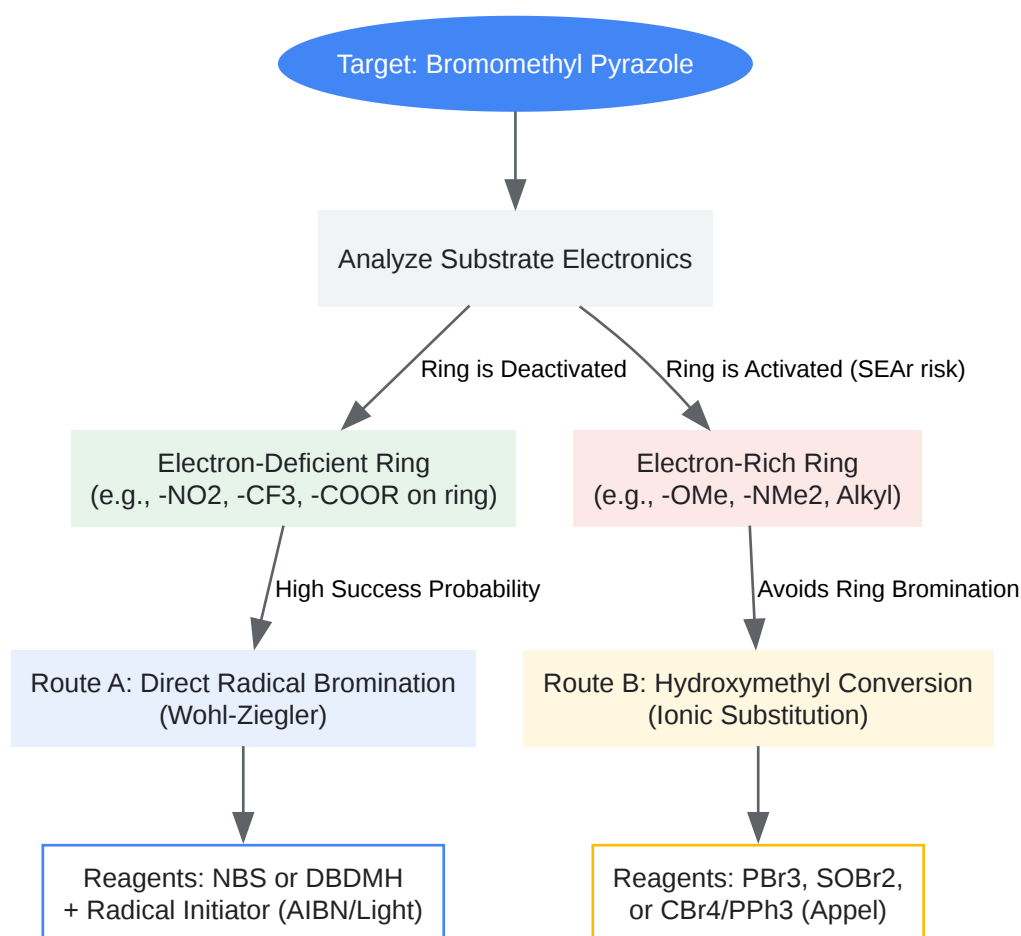 Target: Bromomethyl Pyrazole
Analyze Substrate Electronics
Ring is Deactivated
Ring is Activated (SEAr risk)
Electron-Deficient Ring
(e.g., -NO2, -CF3, -COOR on ring)
Electron-Rich Ring
(e.g., -OMe, -NMe2, Alkyl)
High Success Probability
Avoids Ring Bromination
Route A: Direct Radical Bromination
(Wohl-Ziegler)
Route B: Hydroxymethyl Conversion
(Ionic Substitution)
Reagents: NBS or DBDMH
+ Radical Initiator (AIBN/Light)
Reagents: PBr3, SOBr2,
or CBr4/PPh3 (Appel)